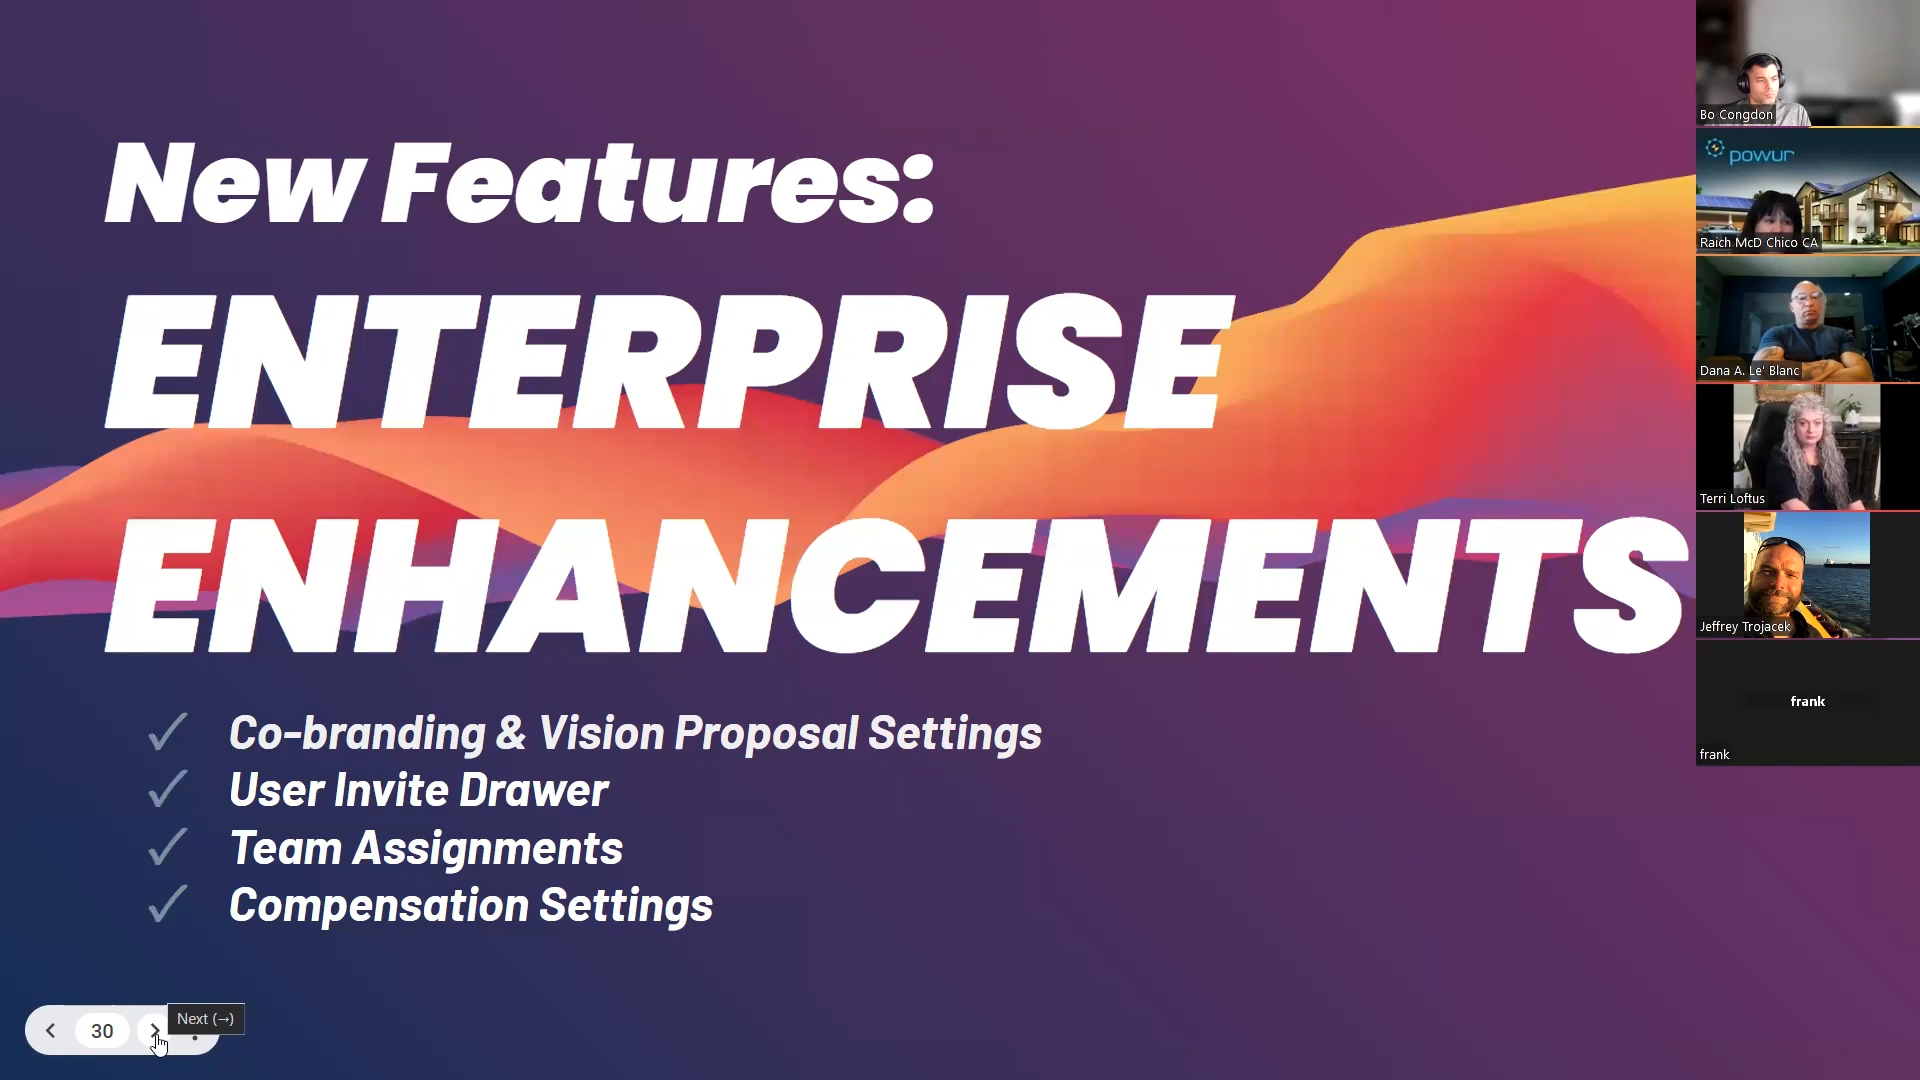 New Features:
ENTERPRISE
ENHANCEMENTS
✓ Co-branding & Vision Proposal Settings
✓ User Invite Drawer
✓ Team Assignments
✓ Compensation Settings
30
Next (→)
Bo Congdon
powur
Raich McD Chico CA
Dana A. Le' Blanc
Terri Loftus
Jeffrey Trojacek
frank
frank